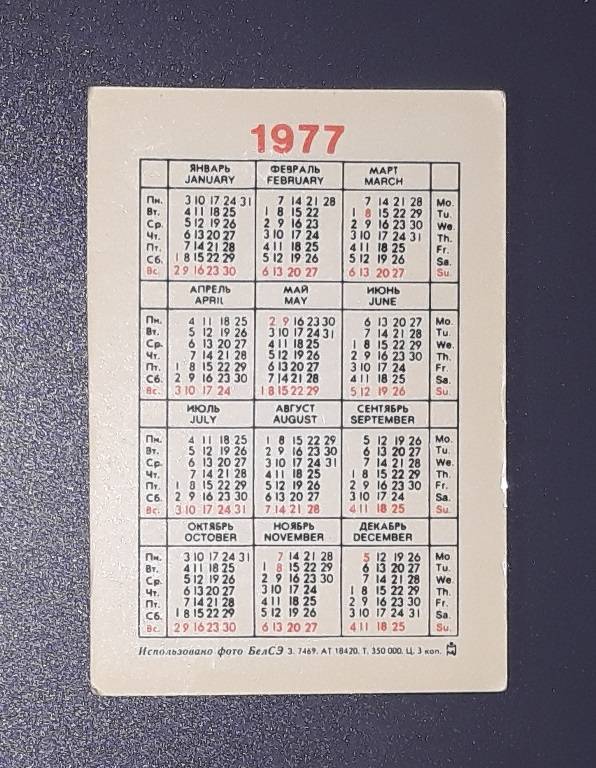 1977
ЯНВАРЬ ФЕВРАЛЬ МАРТ
JANUARY FEBRUARY MARCH
Пн. 3 10 17 24 31 7 14 21 28 7 14 21 28 Mo.
Вт. 4 11 18 25 1 8 15 22 1 8 15 22 29 Tu.
Ср. 5 12 19 26 2 9 16 23 2 9 16 23 30 We.
Чт. 6 13 20 27 3 10 17 24 3 10 17 24 31 Th.
Пт. 7 14 21 28 4 11 18 25 4 11 18 25 Fr.
Сб. 1 8 15 22 29 5 12 19 26 5 12 19 26 Sa.
Вс. 2 9 16 23 30 6 13 20 27 6 13 20 27 Su.
АПРЕЛЬ МАЙ ИЮНЬ
APRIL MAY JUNE
Пн. 4 11 18 25 2 9 16 23 30 6 13 20 27 Mo.
Вт. 5 12 19 26 3 10 17 24 31 7 14 21 28 Tu.
Ср. 6 13 20 27 4 11 18 25 1 8 15 22 29 We.
Чт. 7 14 21 28 5 12 19 26 2 9 16 23 30 Th.
Пт. 1 8 15 22 29 6 13 20 27 3 10 17 24 Fr.
Сб. 2 9 16 23 30 7 14 21 28 4 11 18 25 Sa.
Вс. 3 10 17 24 1 8 15 22 29 5 12 19 26 Su.
ИЮЛЬ АВГУСТ СЕНТЯБРЬ
JULY AUGUST SEPTEMBER
Пн. 4 11 18 25 1 8 15 22 29 5 12 19 26 Mo.
Вт. 5 12 19 26 2 9 16 23 30 6 13 20 27 Tu.
Ср. 6 13 20 27 3 10 17 24 31 7 14 21 28 We.
Чт. 7 14 21 28 4 11 18 25 1 8 15 22 29 Th.
Пт. 1 8 15 22 29 5 12 19 26 2 9 16 23 30 Fr.
Сб. 2 9 16 23 30 6 13 20 27 3 10 17 24 Sa.
Вс. 3 10 17 24 31 7 14 21 28 4 11 18 25 Su.
ОКТЯБРЬ НОЯБРЬ ДЕКАБРЬ
OCTOBER NOVEMBER DECEMBER
Пн. 3 10 17 24 31 7 14 21 28 5 12 19 26 Mo
Вт. 4 11 18 25 1 8 15 22 29 6 13 20 27 Tu.
Ср. 5 12 19 26 2 9 16 23 30 7 14 21 28 We.
Чт. 6 13 20 27 3 10 17 24 1 8 15 22 29 Th.
Пт. 7 14 21 28 4 11 18 25 2 9 16 23 30 Fr.
Сб. 1 8 15 22 29 5 12 19 26 3 10 17 24 31 Sa.
Вс. 2 9 16 23 30 6 13 20 27 4 11 18 25 Su.
Использовано фото БелСЭ З. 7469. АТ 18420. Т. 350 000. Ц. 3 коп.